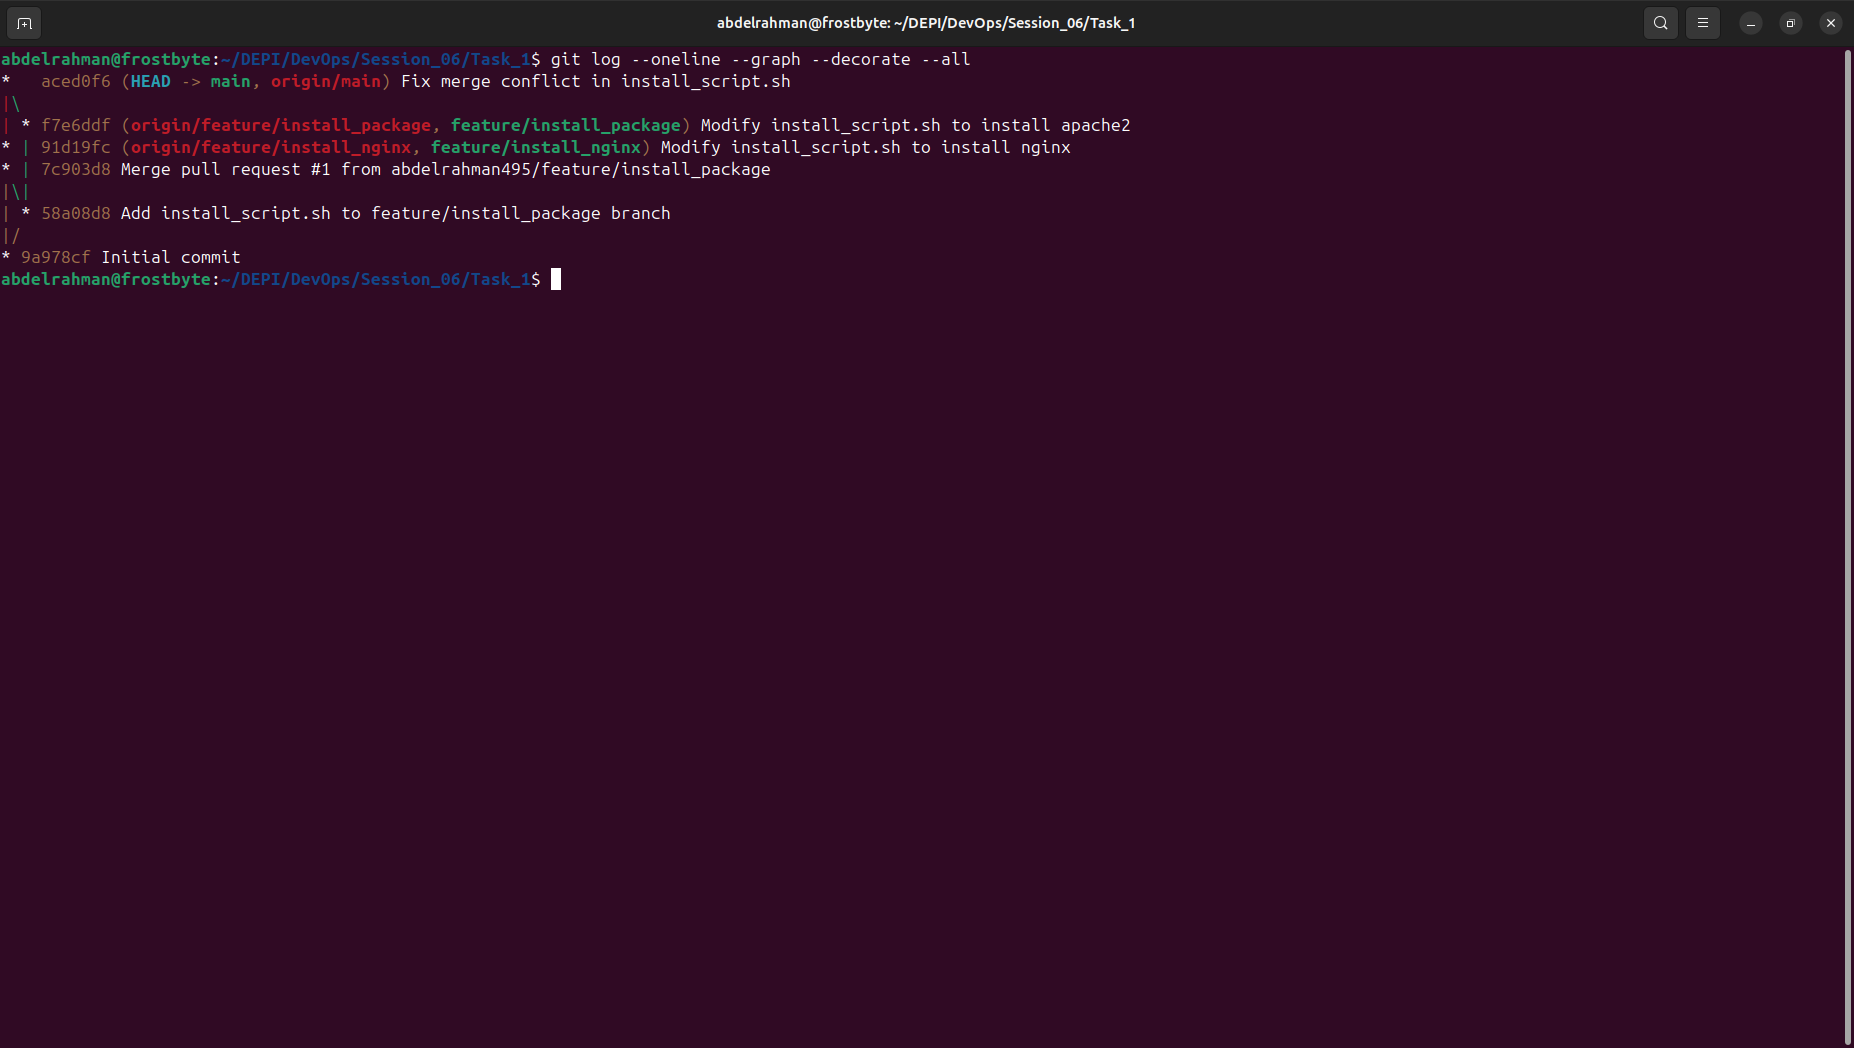 abdelrahman@frostbyte: ~/DEPI/DevOps/Session_06/Task_1
abdelrahman@frostbyte:~/DEPI/DevOps/Session_06/Task_1$ git log --oneline --graph --decorate --all
*   aced0f6 (HEAD -> main, origin/main) Fix merge conflict in install_script.sh
|\
| * f7e6ddf (origin/feature/install_package, feature/install_package) Modify install_script.sh to install apache2
* | 91d19fc (origin/feature/install_nginx, feature/install_nginx) Modify install_script.sh to install nginx
* | 7c903d8 Merge pull request #1 from abdelrahman495/feature/install_package
|\|
| * 58a08d8 Add install_script.sh to feature/install_package branch
|/
* 9a978cf Initial commit
abdelrahman@frostbyte:~/DEPI/DevOps/Session_06/Task_1$